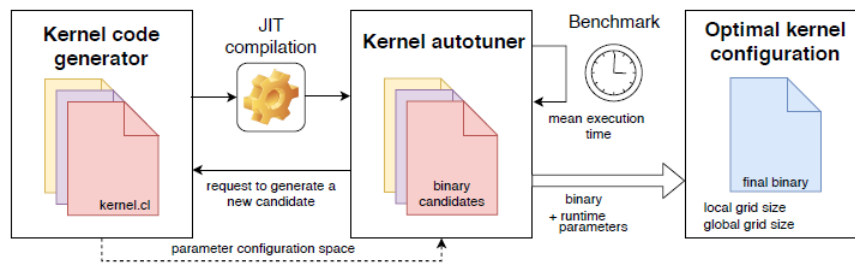 Kernel code
generator
kernel.cl
JIT
compilation
Kernel autotuner
binary
candidates
request to generate a
new candidate
parameter configuration space
Benchmark
mean execution
time
binary
+ runtime
parameters
Optimal kernel
configuration
final binary
local grid size
global grid size